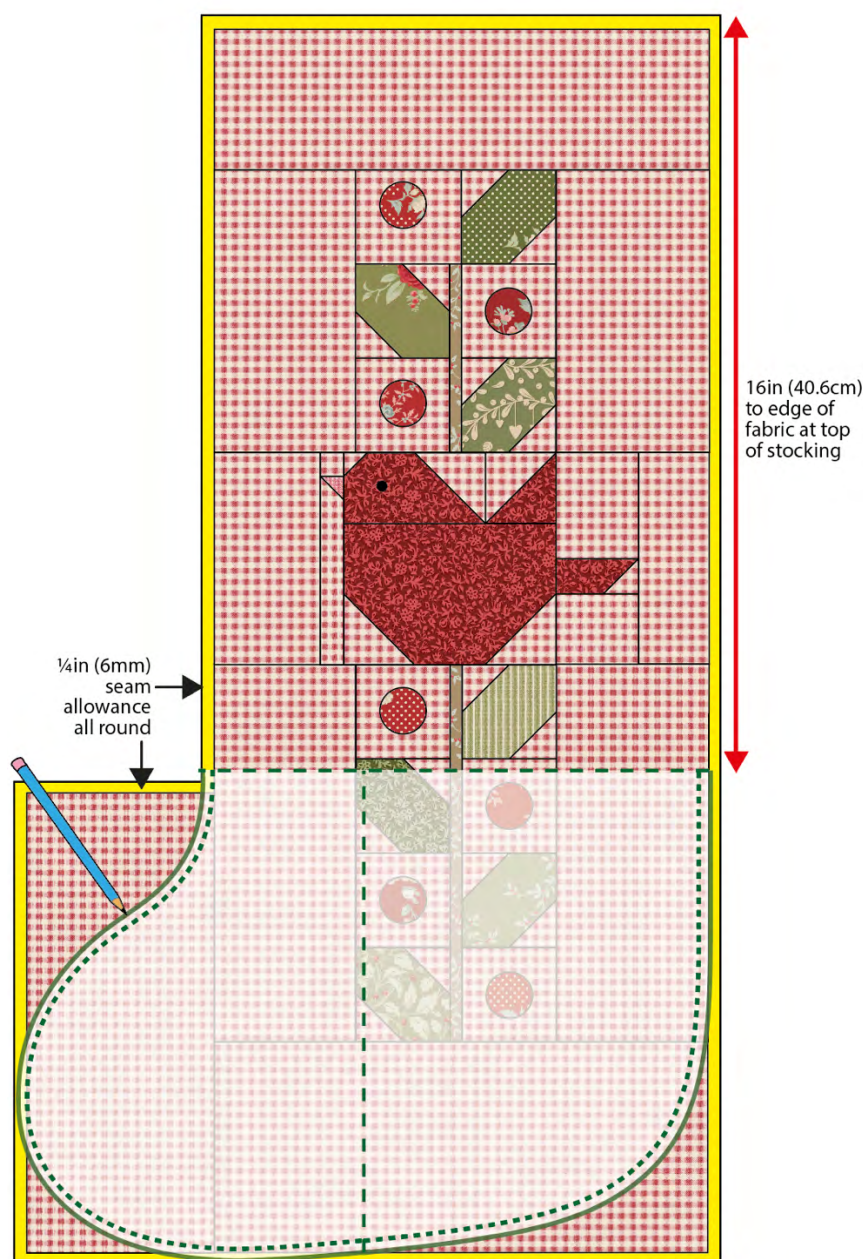 16in (40.6cm)
to edge of
fabric at top
of stocking
¼in (6mm)
seam
allowance
all round